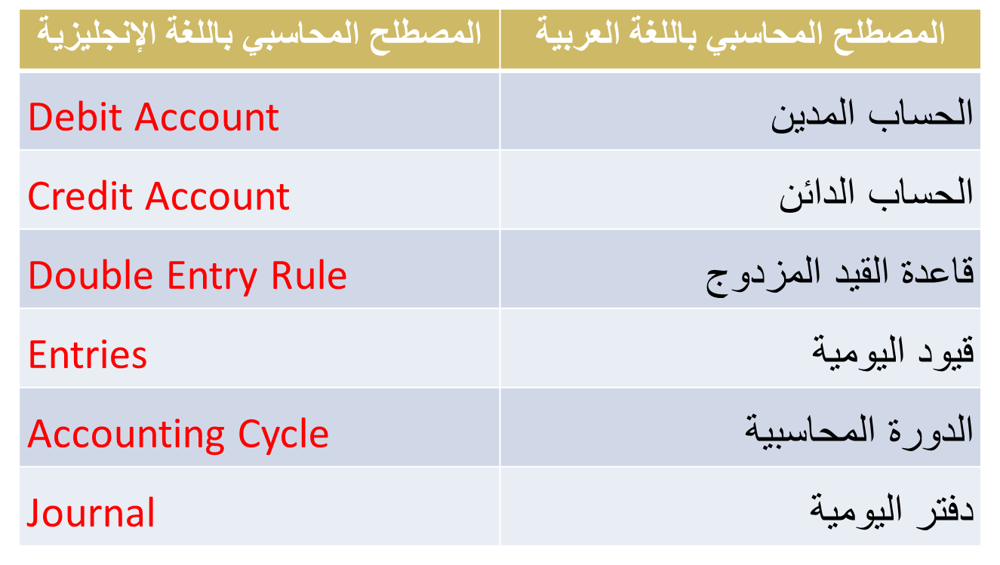 المصطلح المحاسبي باللغة العربية
المصطلح المحاسبي باللغة الإنجليزية
الحساب المدين
Debit Account
الحساب الدائن
Credit Account
قاعدة القيد المزدوج
Double Entry Rule
قيود اليومية
Entries
الدورة المحاسبية
Accounting Cycle
دفتر اليومية
Journal